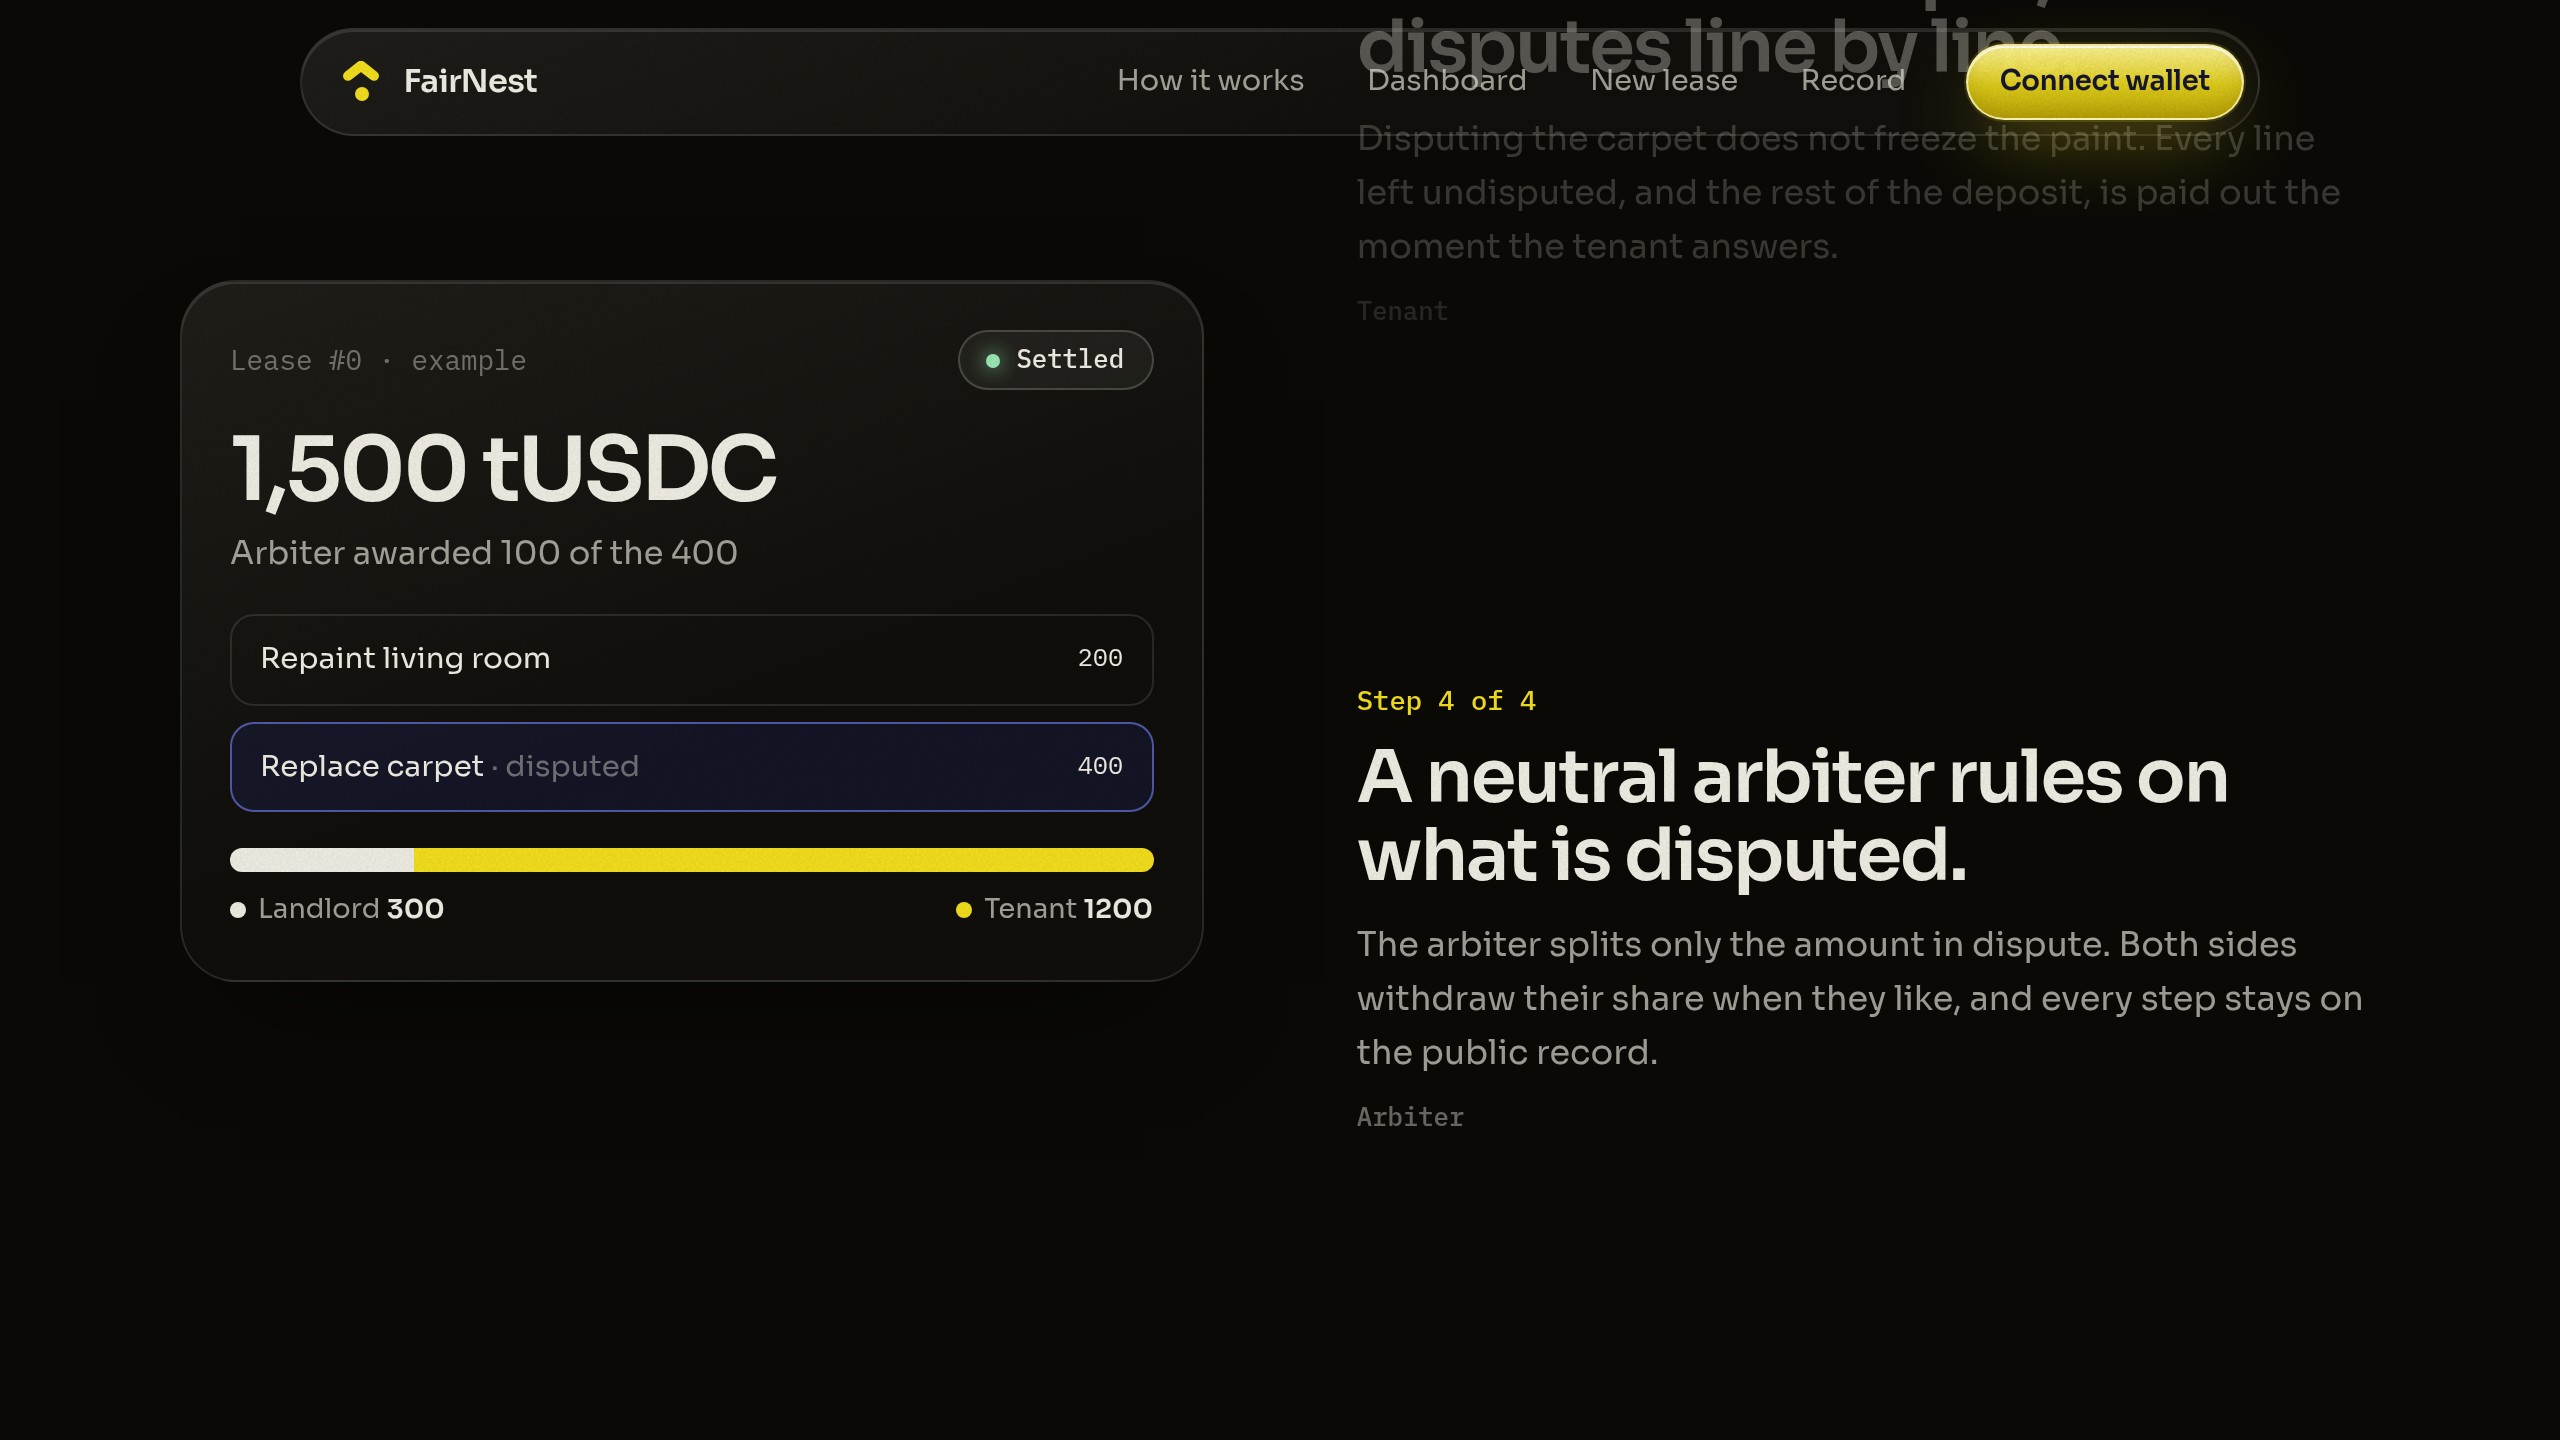 FairNest
How it works
Dashboard
New lease
Record
Connect wallet
disputes line by line
Disputing the carpet does not freeze the paint. Every line
left undisputed, and the rest of the deposit, is paid out the
moment the tenant answers.
Tenant
Lease #0 · example
Settled
1,500 tUSDC
Arbiter awarded 100 of the 400
Repaint living room
200
Replace carpet · disputed
400
Landlord 300
Tenant 1200
Step 4 of 4
A neutral arbiter rules on
what is disputed.
The arbiter splits only the amount in dispute. Both sides
withdraw their share when they like, and every step stays on
the public record.
Arbiter